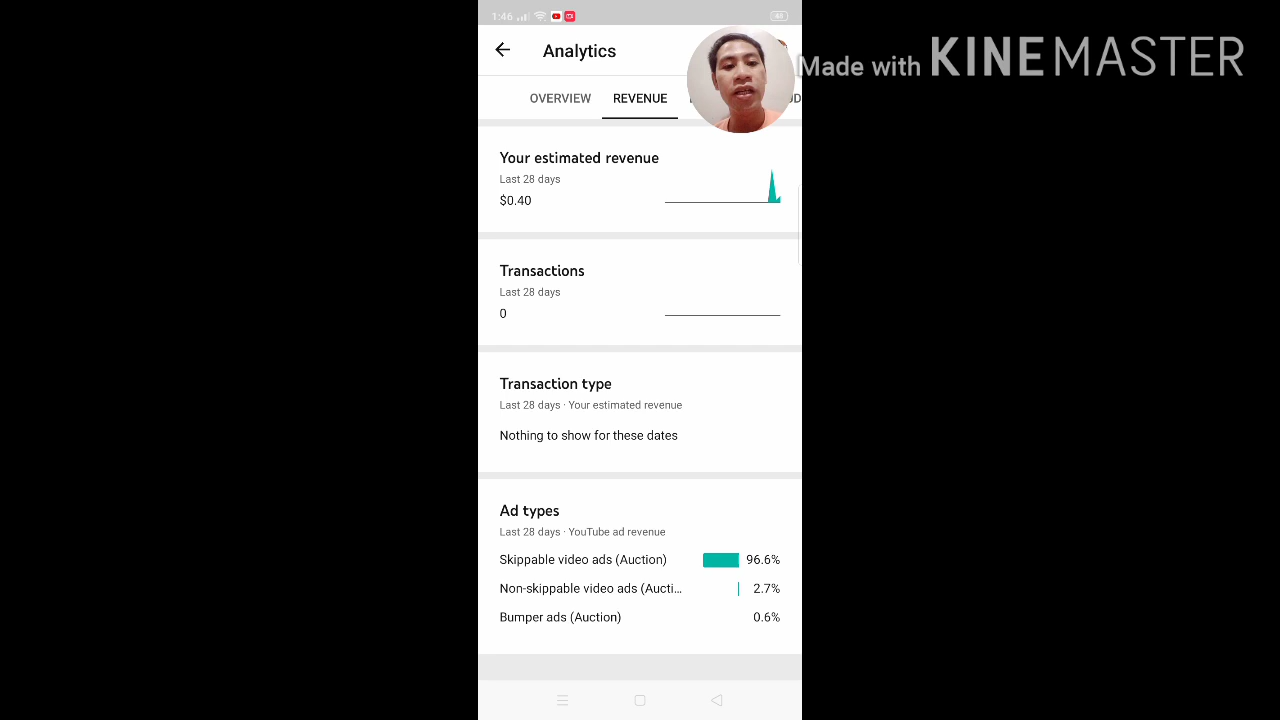 1:46
Analytics
Made with KINEMASTER
OVERVIEW REVENUE
Your estimated revenue
Last 28 days
$0.40
Transactions
Last 28 days
0
Transaction type
Last 28 days · Your estimated revenue
Nothing to show for these dates
Ad types
Last 28 days · YouTube ad revenue
Skippable video ads (Auction) 96.6%
Non-skippable video ads (Aucti... 2.7%
Bumper ads (Auction) 0.6%